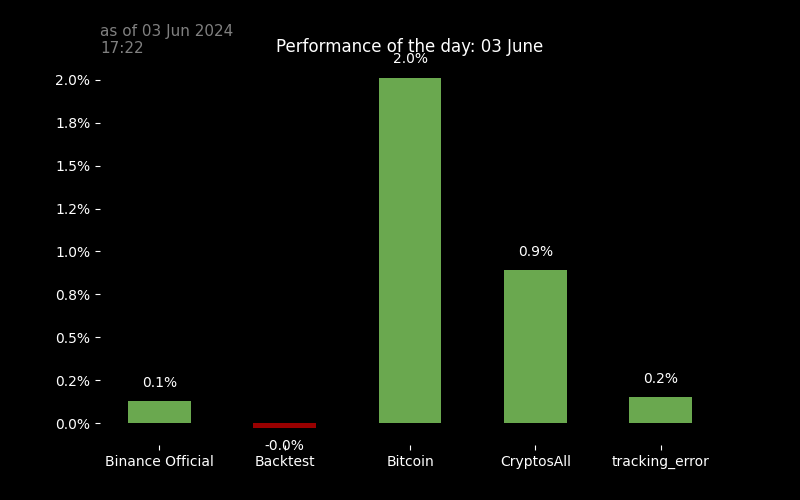 as of 03 Jun 2024
17:22
Performance of the day: 03 June
2.0%
2.0%
1.8%
1.5%
1.2%
1.0%
0.9%
0.8%
0.5%
0.2%
0.1%
0.2%
0.0%
-0.0%
Binance Official
Backtest
Bitcoin
CryptosAll
tracking_error